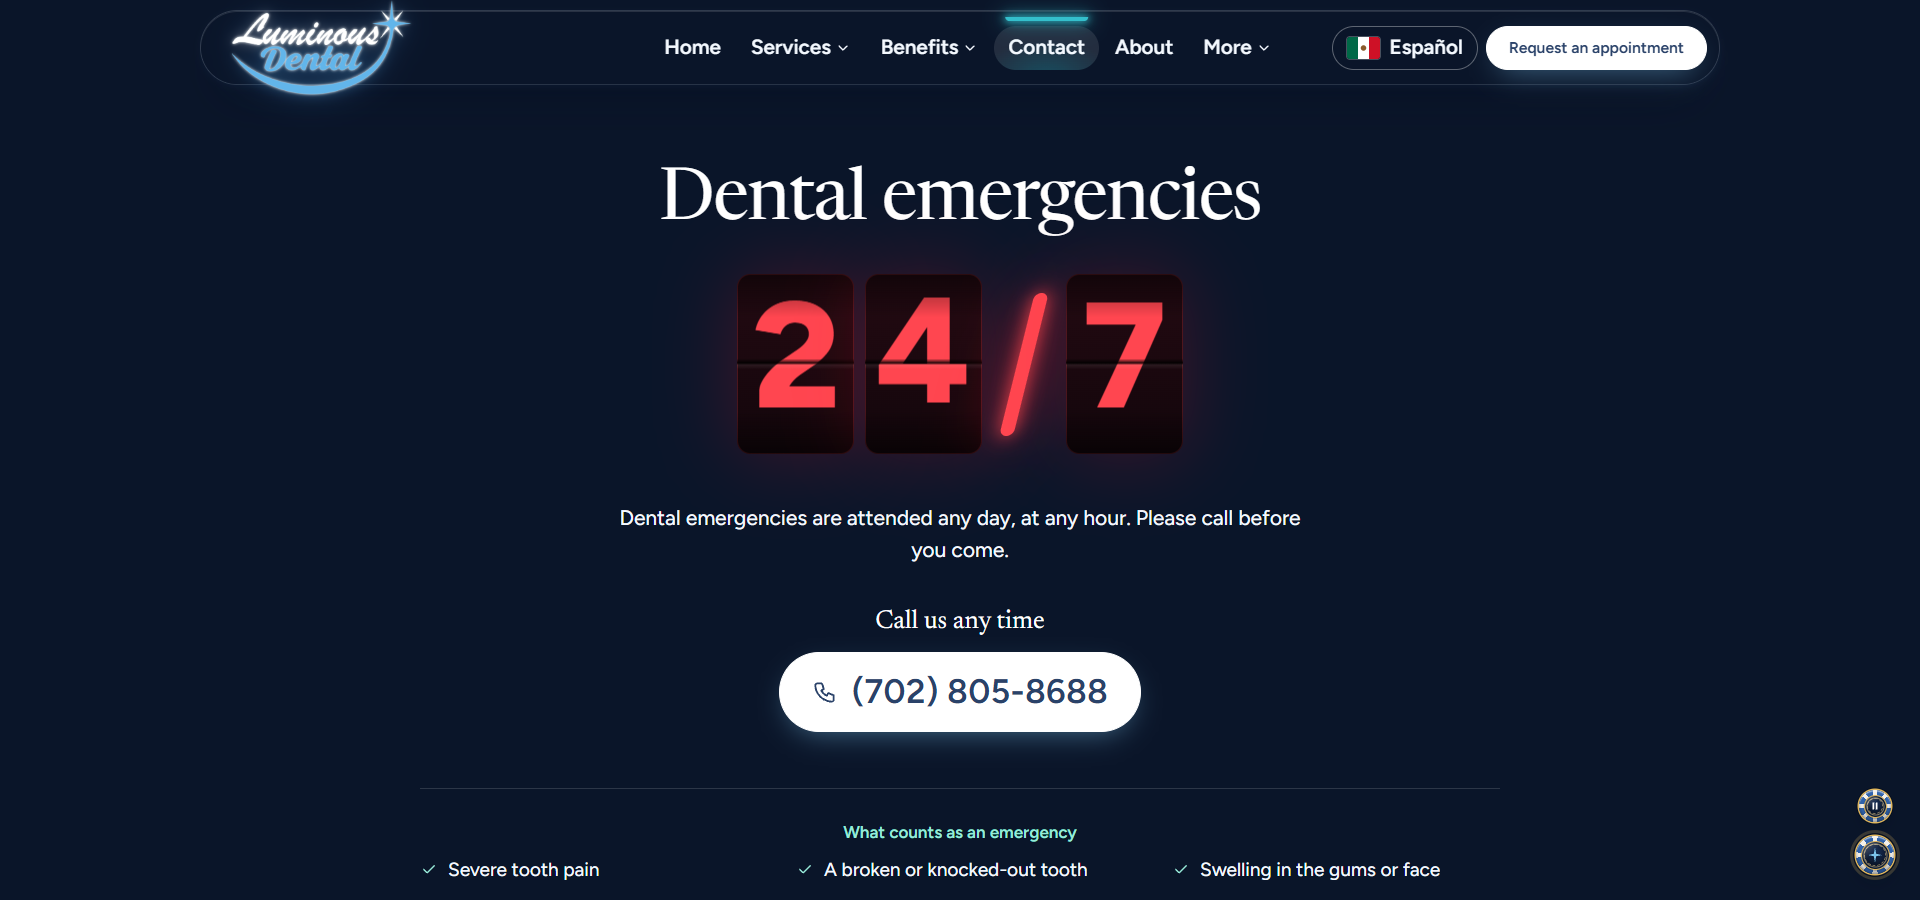 Luminous
Dental
Home
Services
Benefits
Contact
About
More
Español
Request an appointment
Dental emergencies
24/7
Dental emergencies are attended any day, at any hour. Please call before
you come.
Call us any time
(702) 805-8688
What counts as an emergency
Severe tooth pain
A broken or knocked-out tooth
Swelling in the gums or face